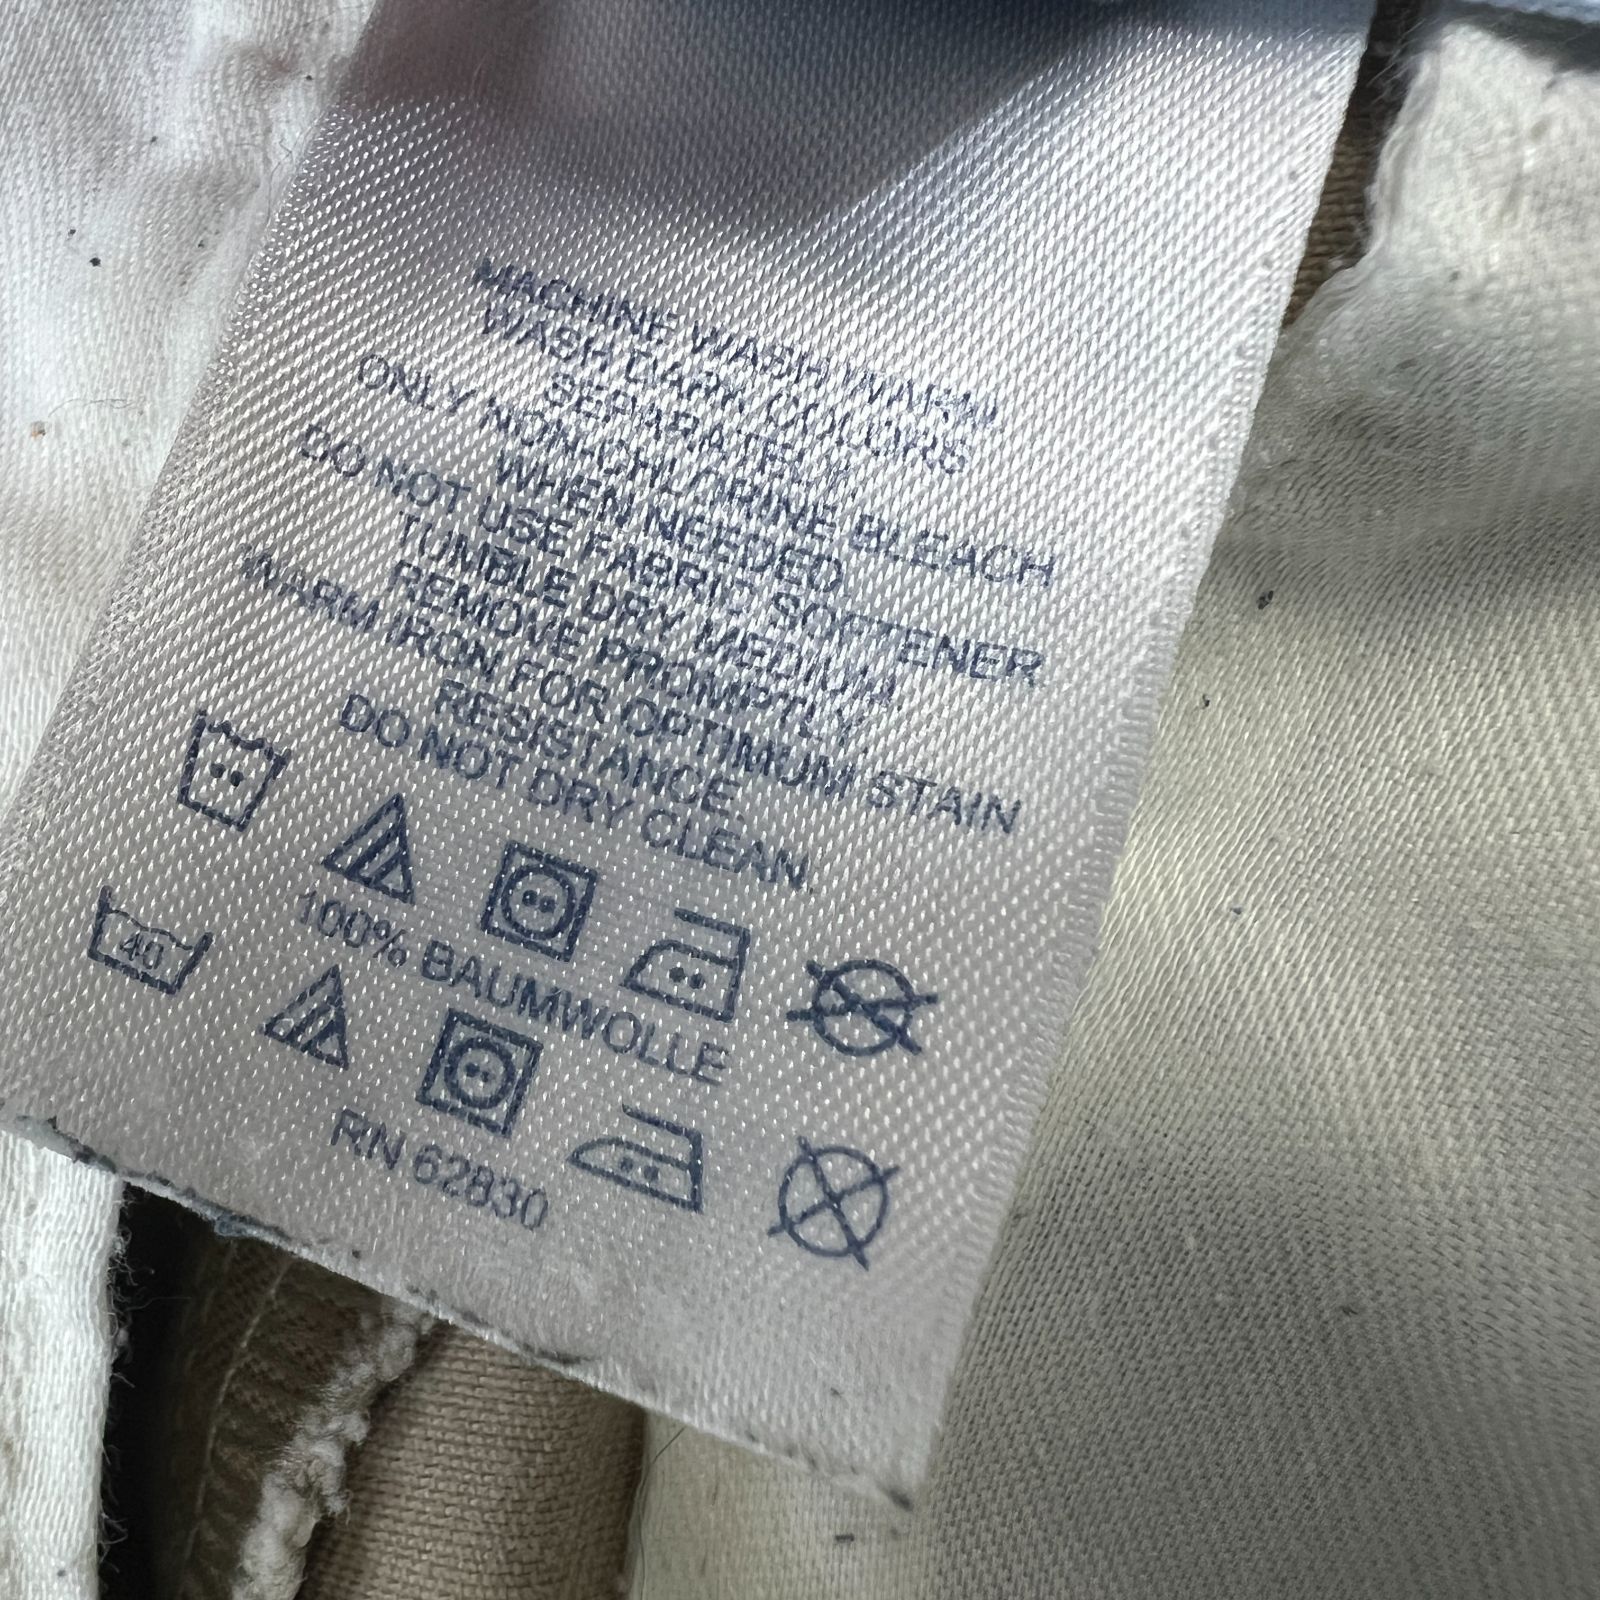 MACHINE WASH WARM
WASH DARK COLORS
SEPARATELY.
ONLY NON-CHLORINE BLEACH
WHEN NEEDED
DO NOT USE FABRIC SOFTENER
TUMBLE DRY MEDIUM,
REMOVE PROMPTLY.
WARM IRON FOR OPTIMUM STAIN
RESISTANCE.
DO NOT DRY CLEAN.
100% BAUMWOLLE
40
RN 62830